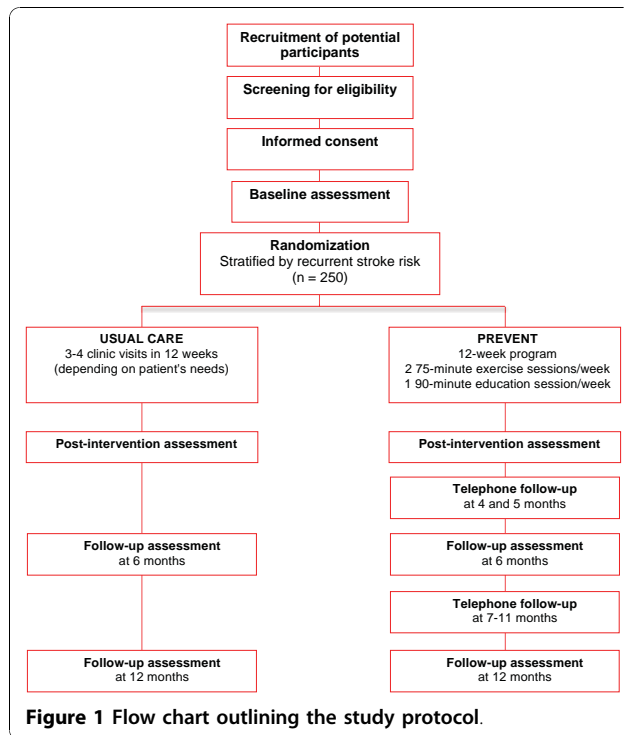 Recruitment of potential
participants
Screening for eligibility
Informed consent
Baseline assessment
Randomization
Stratified by recurrent stroke risk
(n = 250)
USUAL CARE
3-4 clinic visits in 12 weeks
(depending on patient's needs)
PREVENT
12-week program
2 75-minute exercise sessions/week
1 90-minute education session/week
Post-intervention assessment
Post-intervention assessment
Telephone follow-up
at 4 and 5 months
Follow-up assessment
at 6 months
Follow-up assessment
at 6 months
Telephone follow-up
at 7-11 months
Follow-up assessment
at 12 months
Follow-up assessment
at 12 months
Figure 1 Flow chart outlining the study protocol.